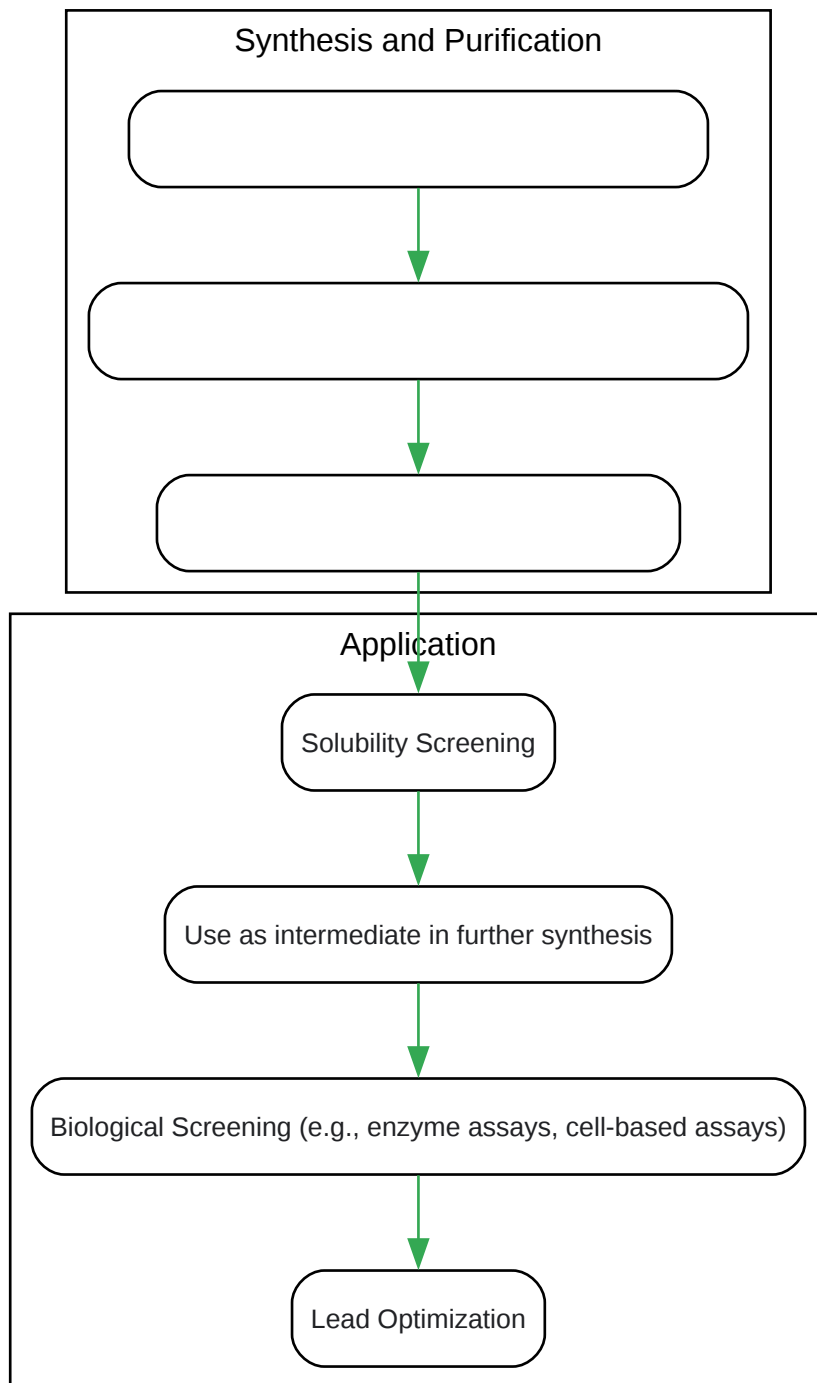 Synthesis and Purification
Application
Solubility Screening
Use as intermediate in further synthesis
Biological Screening (e.g., enzyme assays, cell-based assays)
Lead Optimization